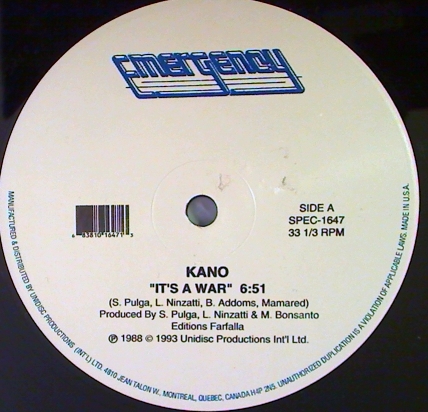 Emergency
SIDE A
SPEC-1647
33 1/3 RPM
KANO
"IT'S A WAR" 6:51
(S. Pulga, L. Ninzatti, B. Addoms, Mamared)
Produced By S. Pulga, L. Ninzatti & M. Bonsanto
Editions Farfalla
℗ 1988 © 1993 Unidisc Productions Int'l Ltd.
MANUFACTURED & DISTRIBUTED BY UNIDISC PRODUCTIONS (INT'L) LTD. 4810 JEAN TALON W., MONTREAL, QUEBEC, CANADA H4P 2N5. UNAUTHORIZED DUPLICATION IS A VIOLATION OF APPLICABLE LAWS. MADE IN U.S.A.